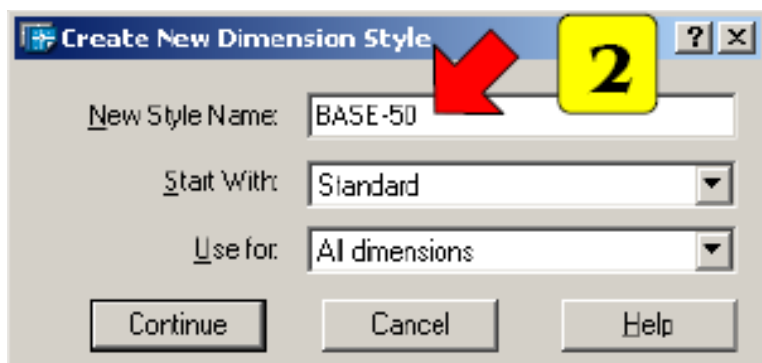 Create New Dimension Style
2
New Style Name: BASE-50
Start With: Standard
Use for: All dimensions
Continue Cancel Help